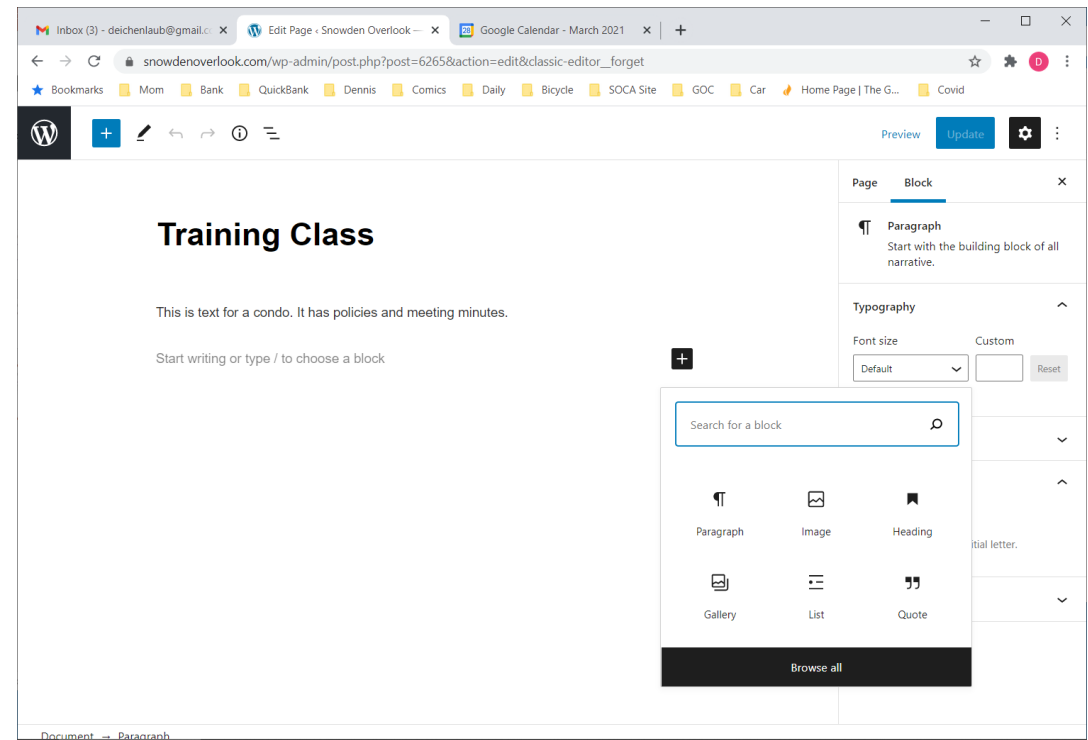 Inbox (3) - deichenlaub@gmail.c
Edit Page ‹ Snowden Overlook —
28 Google Calendar - March 2021
snowdenoverlook.com/wp-admin/post.php?post=6265&action=edit&classic-editor__forget
D
Bookmarks Mom Bank QuickBank Dennis Comics Daily Bicycle SOCA Site GOC Car Home Page | The G... Covid
Preview Update
Page Block
Training Class
Paragraph
Start with the building block of all
narrative.
This is text for a condo. It has policies and meeting minutes.
Typography
Font size Custom
Default Reset
Start writing or type / to choose a block
Search for a block
Paragraph Image Heading
itial letter.
Gallery List Quote
Browse all
Document → Paragraph